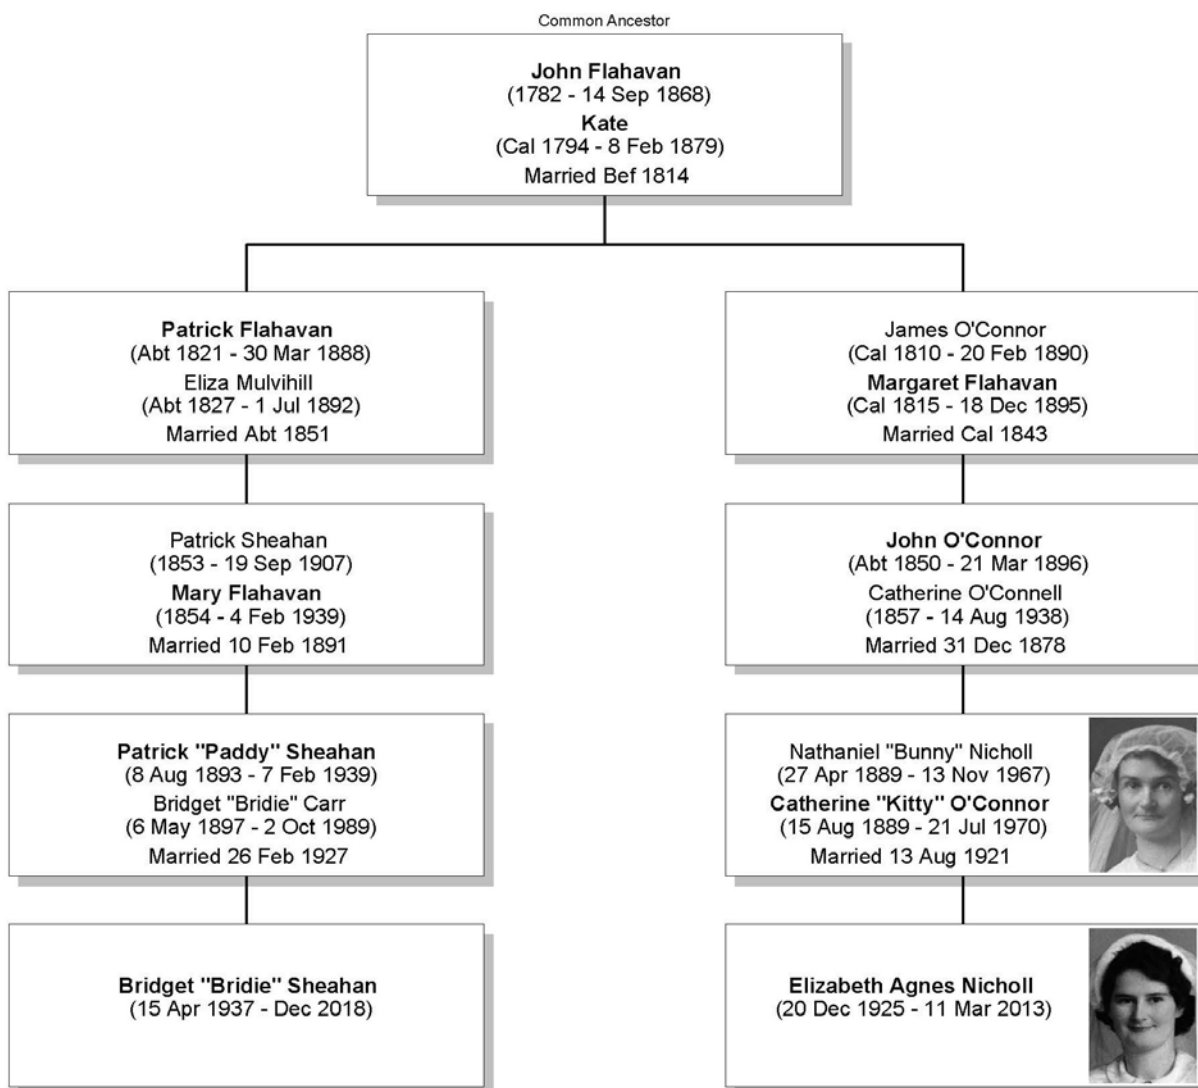 Common Ancestor
John Flahavan
(1782 - 14 Sep 1868)
Kate
(Cal 1794 - 8 Feb 1879)
Married Bef 1814
Patrick Flahavan
(Abt 1821 - 30 Mar 1888)
Eliza Mulvihill
(Abt 1827 - 1 Jul 1892)
Married Abt 1851
James O'Connor
(Cal 1810 - 20 Feb 1890)
Margaret Flahavan
(Cal 1815 - 18 Dec 1895)
Married Cal 1843
Patrick Sheahan
(1853 - 19 Sep 1907)
Mary Flahavan
(1854 - 4 Feb 1939)
Married 10 Feb 1891
John O'Connor
(Abt 1850 - 21 Mar 1896)
Catherine O'Connell
(1857 - 14 Aug 1938)
Married 31 Dec 1878
Patrick "Paddy" Sheahan
(8 Aug 1893 - 7 Feb 1939)
Bridget "Bridie" Carr
(6 May 1897 - 2 Oct 1989)
Married 26 Feb 1927
Nathaniel "Bunny" Nicholl
(27 Apr 1889 - 13 Nov 1967)
Catherine "Kitty" O'Connor
(15 Aug 1889 - 21 Jul 1970)
Married 13 Aug 1921
Bridget "Bridie" Sheahan
(15 Apr 1937 - Dec 2018)
Elizabeth Agnes Nicholl
(20 Dec 1925 - 11 Mar 2013)